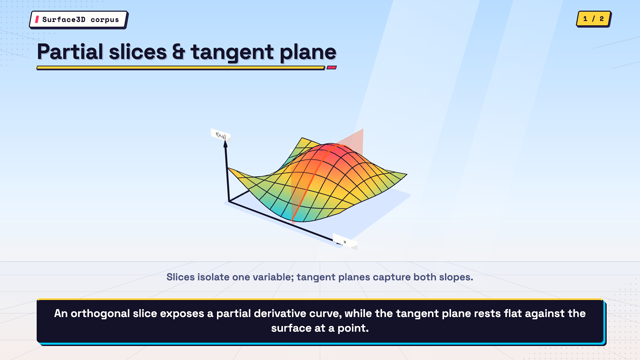 Surface3D corpus
1 / 2
Partial slices & tangent plane
f(x,y)
x
Slices isolate one variable; tangent planes capture both slopes.
An orthogonal slice exposes a partial derivative curve, while the tangent plane rests flat against the
surface at a point.